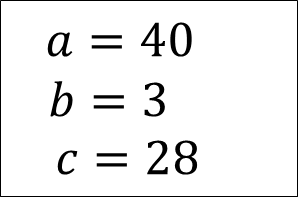 a = 40
b = 3
c = 28